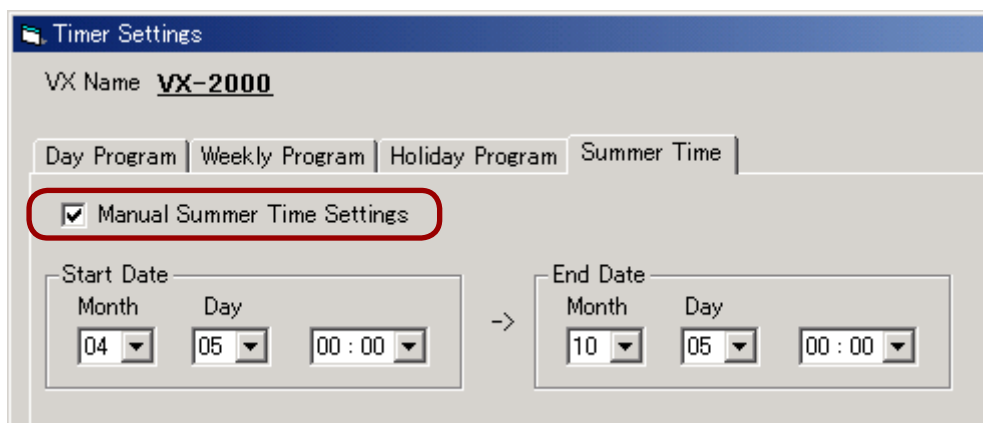 Timer Settings
VX Name VX-2000
Day Program Weekly Program Holiday Program Summer Time
Manual Summer Time Settings
Start Date End Date
Month Day -> Month Day
04 05 00 : 00 10 05 00 : 00